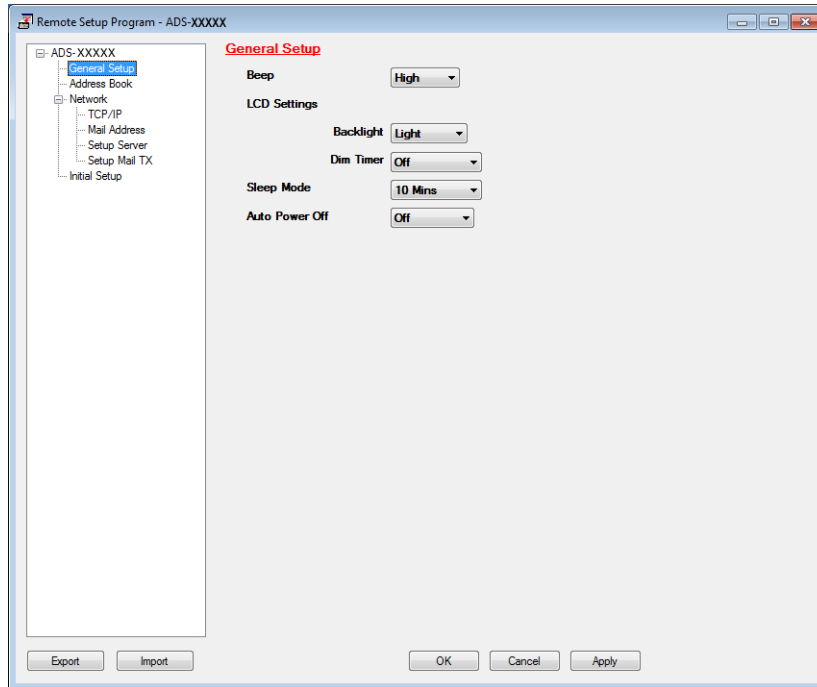 Remote Setup Program - ADS-XXXXX
ADS-XXXXX
General Setup
Address Book
Network
TCP/IP
Mail Address
Setup Server
Setup Mail TX
Initial Setup
General Setup
Beep High
LCD Settings
Backlight Light
Dim Timer Off
Sleep Mode 10 Mins
Auto Power Off Off
Export Import OK Cancel Apply